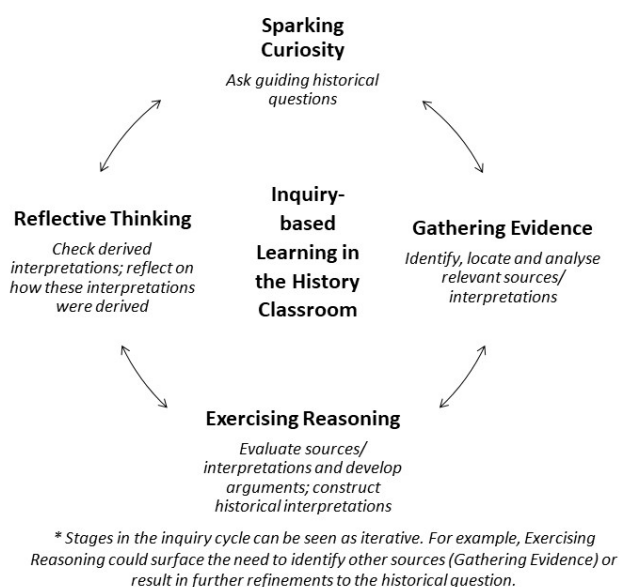 Sparking
Curiosity
Ask guiding historical
questions
Inquiry-
based
Learning in
the History
Classroom
Reflective Thinking
Check derived
interpretations; reflect on
how these interpretations
were derived
Gathering Evidence
Identify, locate and analyse
relevant sources/
interpretations
Exercising Reasoning
Evaluate sources/
interpretations and develop
arguments; construct
historical interpretations
* Stages in the inquiry cycle can be seen as iterative. For example, Exercising
Reasoning could surface the need to identify other sources (Gathering Evidence) or
result in further refinements to the historical question.